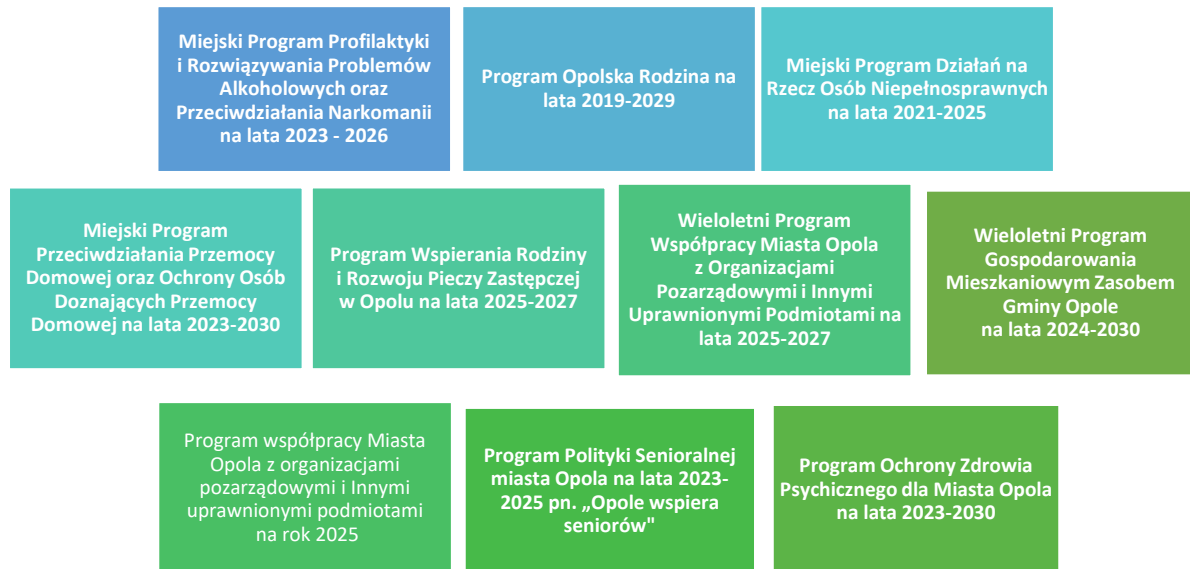 Miejski Program Profilaktyki
i Rozwiązywania Problemów
Alkoholowych oraz
Przeciwdziałania Narkomanii
na lata 2023 - 2026
Program Opolska Rodzina na
lata 2019-2029
Miejski Program Działań na
Rzecz Osób Niepełnosprawnych
na lata 2021-2025
Miejski Program
Przeciwdziałania Przemocy
Domowej oraz Ochrony Osób
Doznających Przemocy
Domowej na lata 2023-2030
Program Wspierania Rodziny
i Rozwoju Pieczy Zastępczej
w Opolu na lata 2025-2027
Wieloletni Program
Współpracy Miasta Opola
z Organizacjami
Pozarządowymi i Innymi
Uprawnionymi Podmiotami na
lata 2025-2027
Wieloletni Program
Gospodarowania
Mieszkaniowym Zasobem
Gminy Opole
na lata 2024-2030
Program współpracy Miasta
Opola z organizacjami
pozarządowymi i Innymi
uprawnionymi podmiotami
na rok 2025
Program Polityki Senioralnej
miasta Opola na lata 2023-
2025 pn. „Opole wspiera
seniorów"
Program Ochrony Zdrowia
Psychicznego dla Miasta Opola
na lata 2023-2030